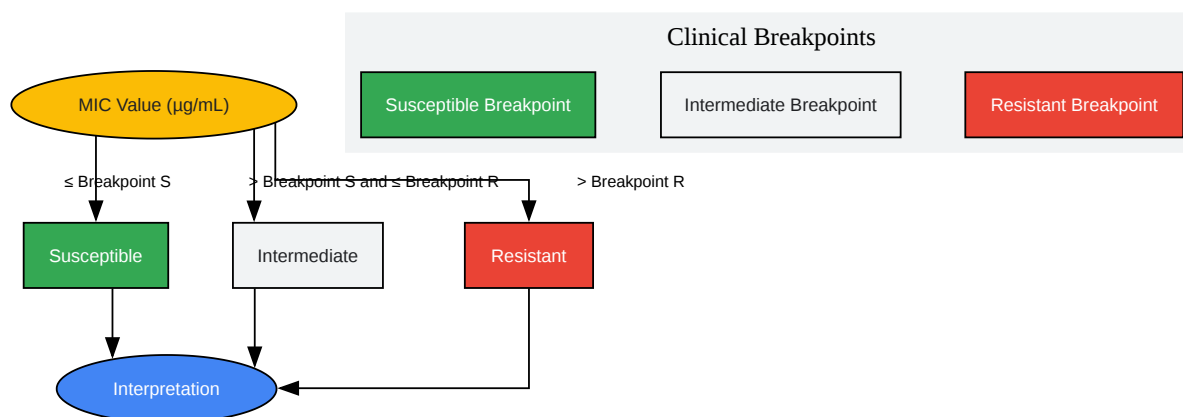 Clinical Breakpoints
MIC Value (µg/mL)
Susceptible Breakpoint
Intermediate Breakpoint
Resistant Breakpoint
≤ Breakpoint S
> Breakpoint S and ≤ Breakpoint R
> Breakpoint R
Susceptible
Intermediate
Resistant
Interpretation